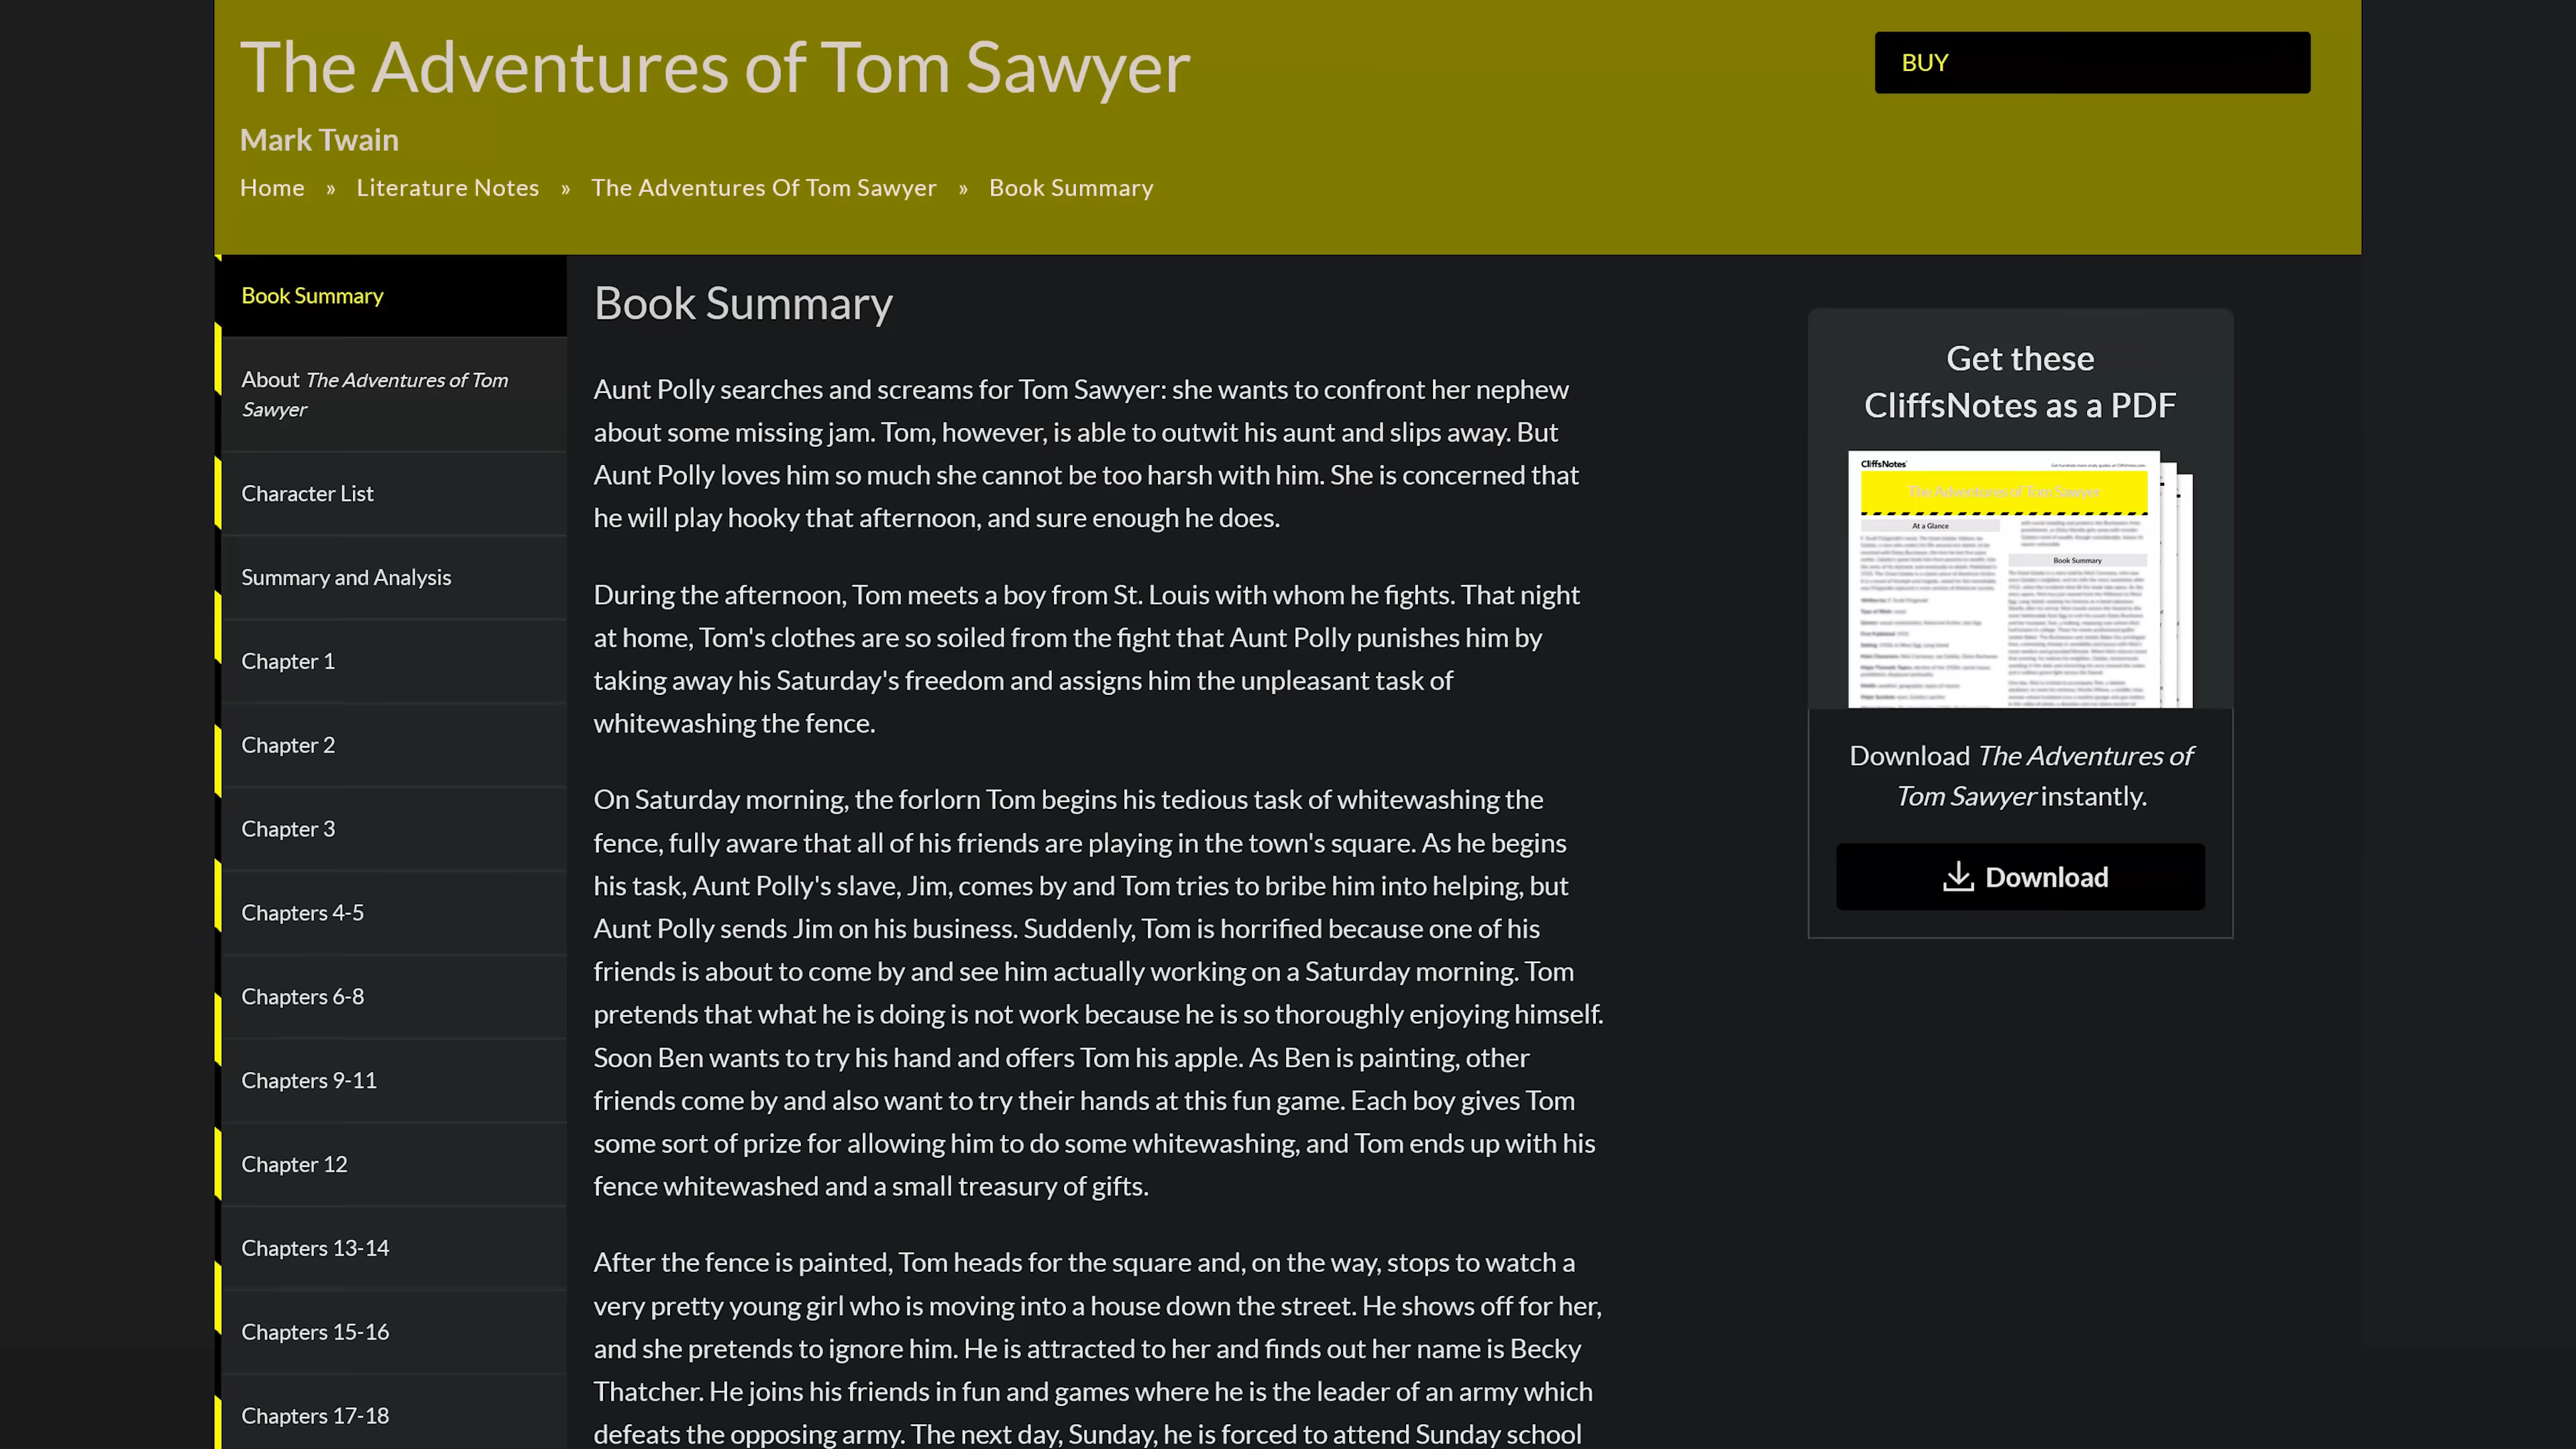 The Adventures of Tom Sawyer
BUY
Mark Twain
Home » Literature Notes » The Adventures Of Tom Sawyer » Book Summary
Book Summary
About The Adventures of Tom
Sawyer
Character List
Summary and Analysis
Chapter 1
Chapter 2
Chapter 3
Chapters 4-5
Chapters 6-8
Chapters 9-11
Chapter 12
Chapters 13-14
Chapters 15-16
Chapters 17-18
Book Summary
Aunt Polly searches and screams for Tom Sawyer: she wants to confront her nephew
about some missing jam. Tom, however, is able to outwit his aunt and slips away. But
Aunt Polly loves him so much she cannot be too harsh with him. She is concerned that
he will play hooky that afternoon, and sure enough he does.
During the afternoon, Tom meets a boy from St. Louis with whom he fights. That night
at home, Tom's clothes are so soiled from the fight that Aunt Polly punishes him by
taking away his Saturday's freedom and assigns him the unpleasant task of
whitewashing the fence.
On Saturday morning, the forlorn Tom begins his tedious task of whitewashing the
fence, fully aware that all of his friends are playing in the town's square. As he begins
his task, Aunt Polly's slave, Jim, comes by and Tom tries to bribe him into helping, but
Aunt Polly sends Jim on his business. Suddenly, Tom is horrified because one of his
friends is about to come by and see him actually working on a Saturday morning. Tom
pretends that what he is doing is not work because he is so thoroughly enjoying himself.
Soon Ben wants to try his hand and offers Tom his apple. As Ben is painting, other
friends come by and also want to try their hands at this fun game. Each boy gives Tom
some sort of prize for allowing him to do some whitewashing, and Tom ends up with his
fence whitewashed and a small treasury of gifts.
After the fence is painted, Tom heads for the square and, on the way, stops to watch a
very pretty young girl who is moving into a house down the street. He shows off for her,
and she pretends to ignore him. He is attracted to her and finds out her name is Becky
Thatcher. He joins his friends in fun and games where he is the leader of an army which
defeats the opposing army. The next day, Sunday, he is forced to attend Sunday school
Get these
CliffsNotes as a PDF
CliffsNotes
Get hundreds more study guides at CliffsNotes.com
The Adventures of Tom Sawyer
At a Glance
Book Summary
Download The Adventures of
Tom Sawyer instantly.
Download